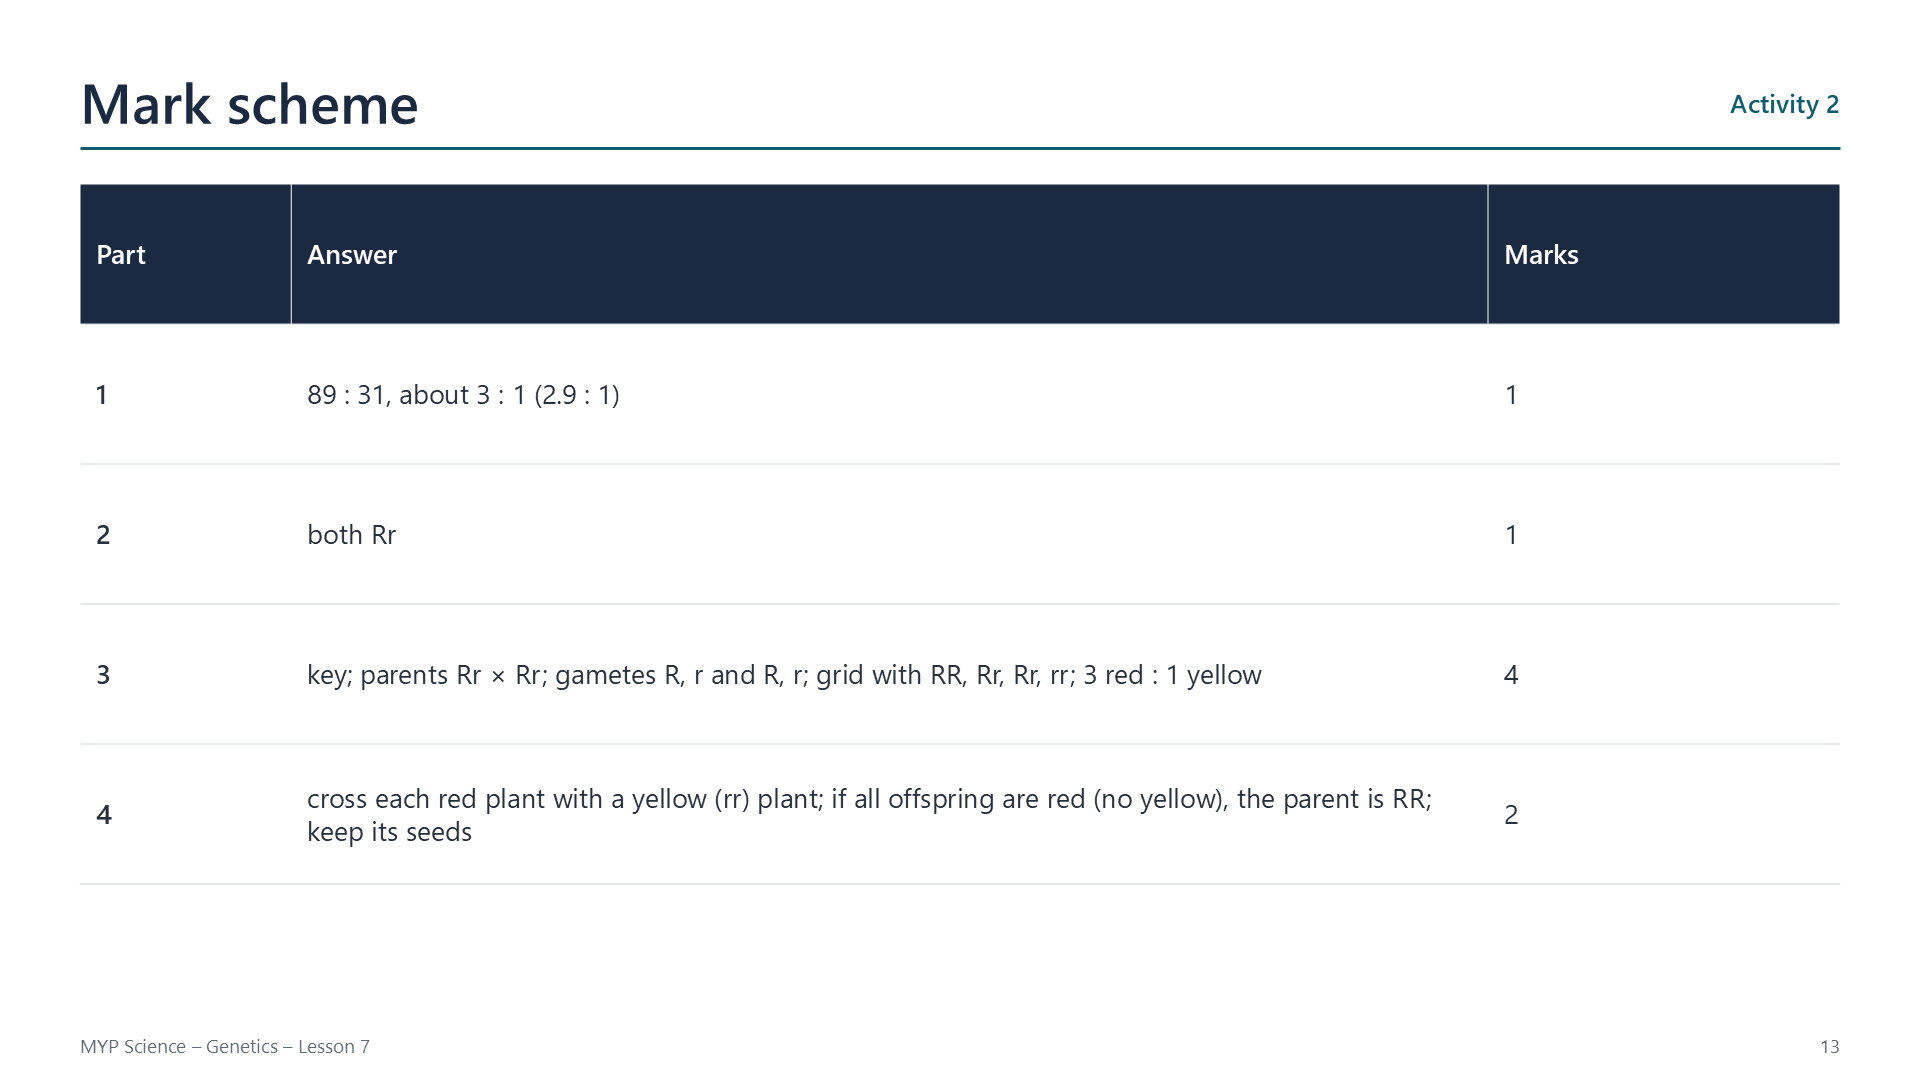 Mark scheme
Activity 2
Part Answer Marks
1 89 : 31, about 3 : 1 (2.9 : 1) 1
2 both Rr 1
3 key; parents Rr × Rr; gametes R, r and R, r; grid with RR, Rr, Rr, rr; 3 red : 1 yellow 4
4 cross each red plant with a yellow (rr) plant; if all offspring are red (no yellow), the parent is RR;
keep its seeds 2
MYP Science – Genetics – Lesson 7
13